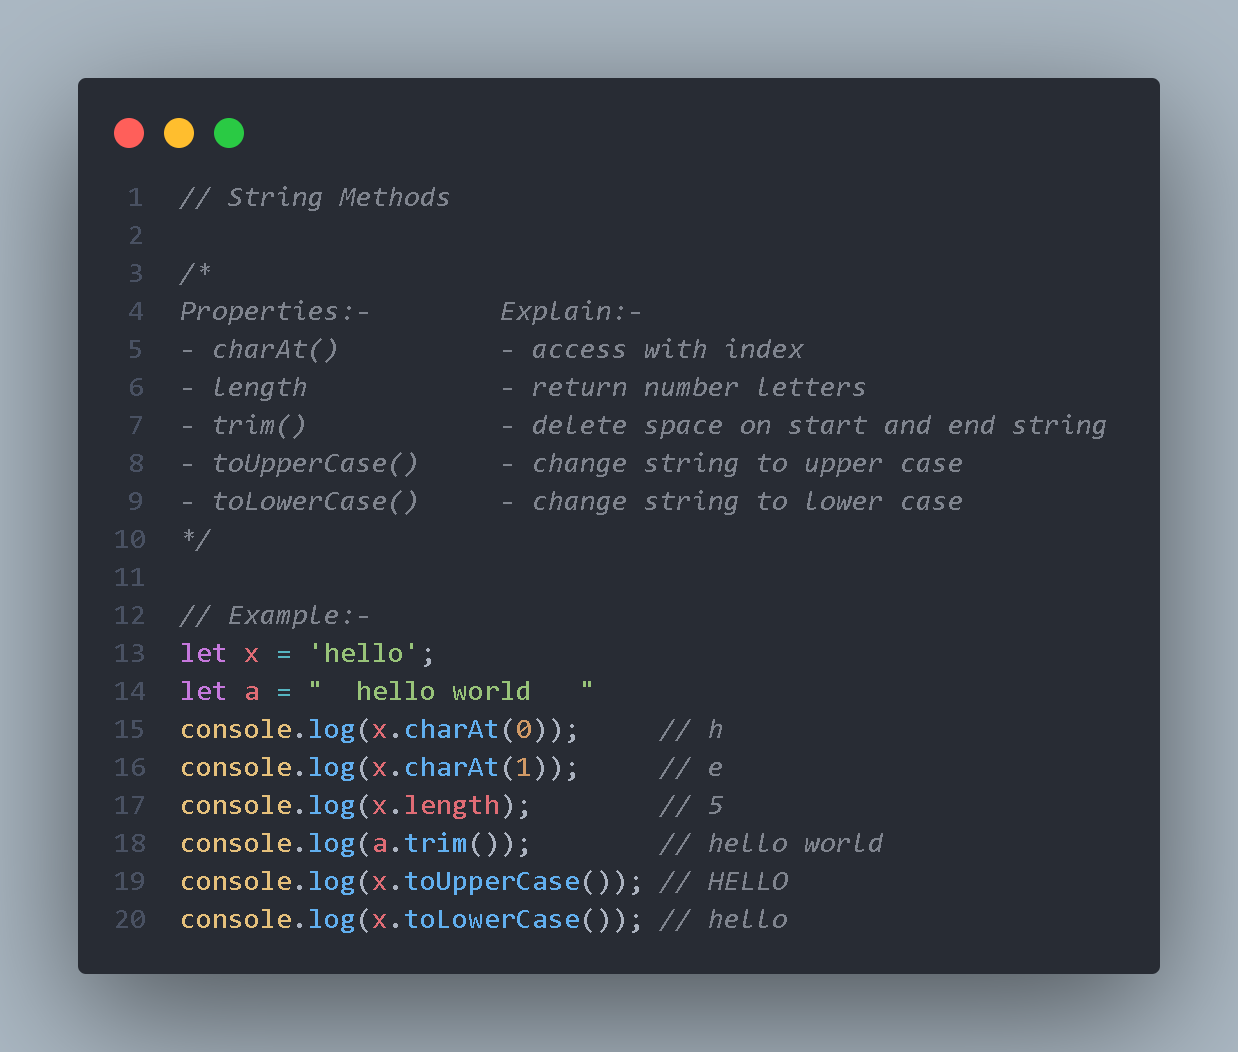 1 // String Methods
2
3 /*
4 Properties:-        Explain:-
5 - charAt()          - access with index
6 - length            - return number letters
7 - trim()            - delete space on start and end string
8 - toUpperCase()     - change string to upper case
9 - toLowerCase()     - change string to lower case
10 */
11
12 // Example:-
13 let x = 'hello';
14 let a = "  hello world   "
15 console.log(x.charAt(0));     // h
16 console.log(x.charAt(1));     // e
17 console.log(x.length);        // 5
18 console.log(a.trim());        // hello world
19 console.log(x.toUpperCase()); // HELLO
20 console.log(x.toLowerCase()); // hello